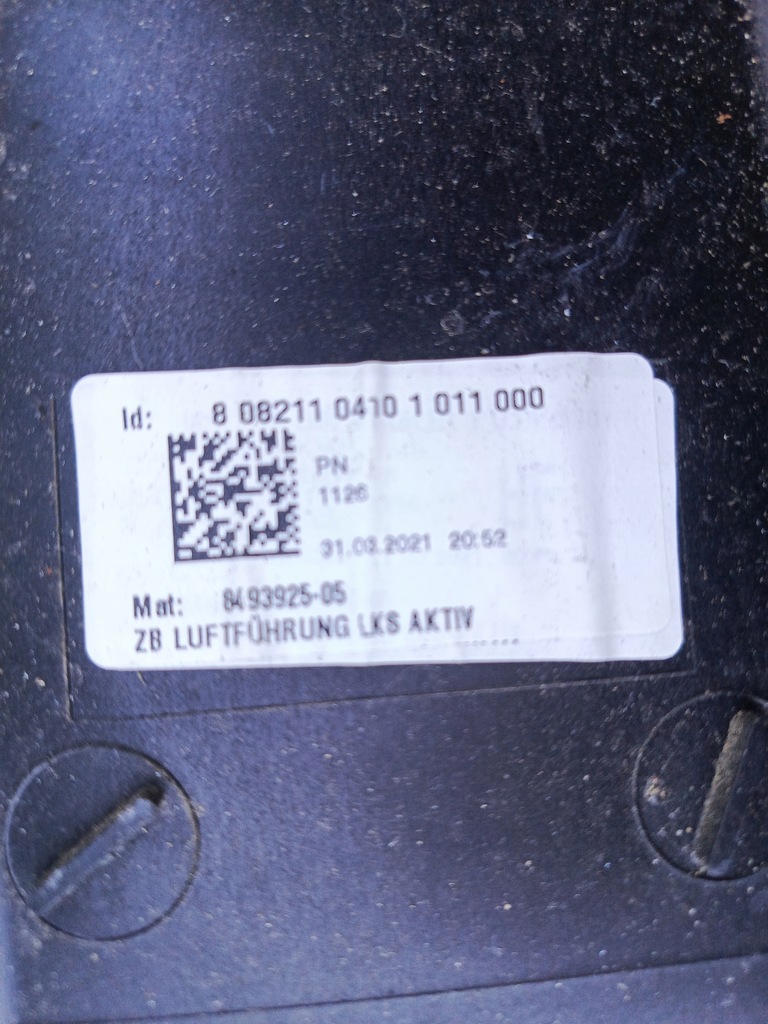 Id: 8 08211 0410 1 011 000
PN
1126
31.03.2021 20:52
Mat: 8493925-05
ZB LUFTFÜHRUNG LKS AKTIV